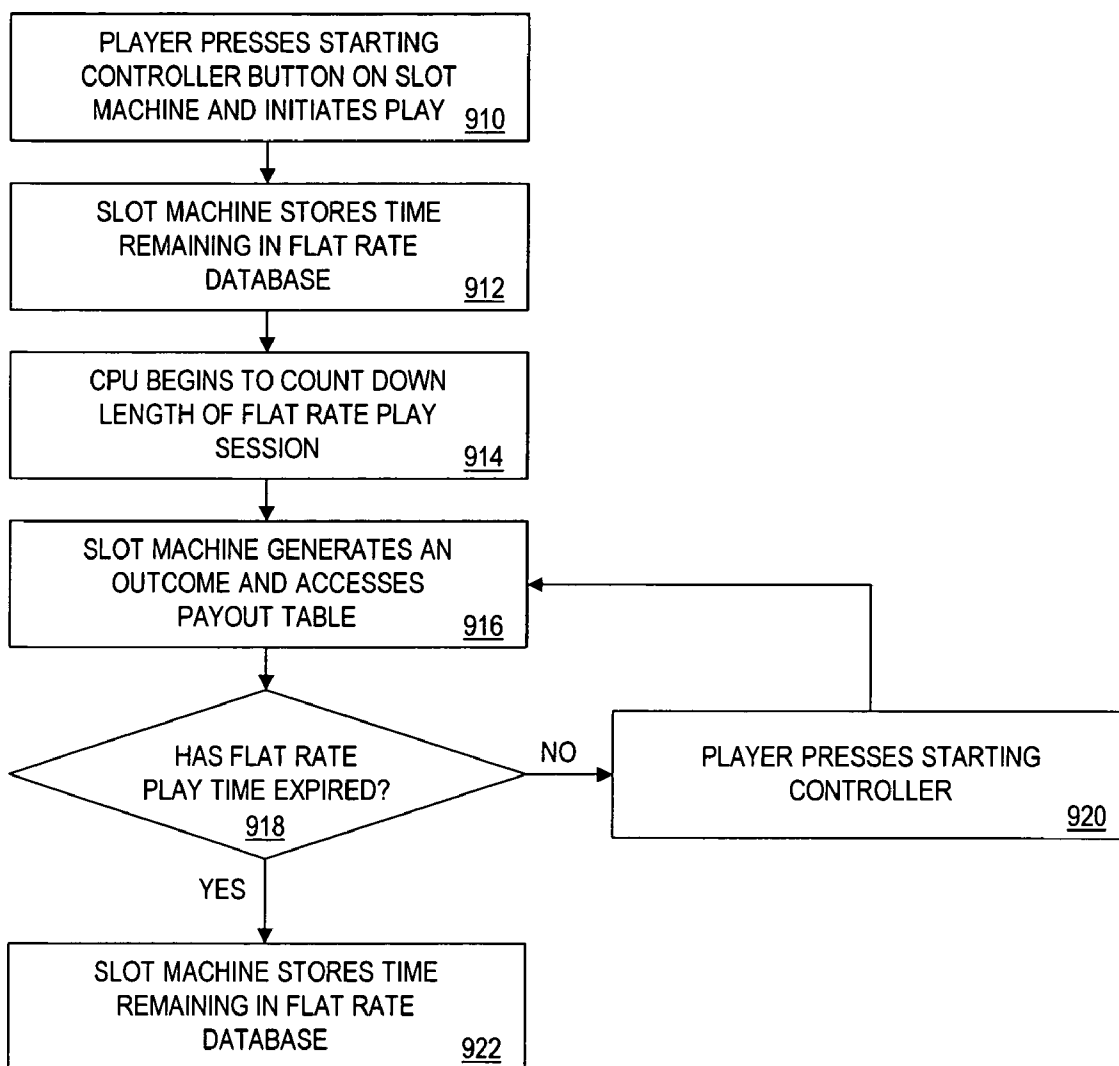 PLAYER PRESSES STARTING
CONTROLLER BUTTON ON SLOT
MACHINE AND INITIATES PLAY
910
SLOT MACHINE STORES TIME
REMAINING IN FLAT RATE
DATABASE
912
CPU BEGINS TO COUNT DOWN
LENGTH OF FLAT RATE PLAY
SESSION
914
SLOT MACHINE GENERATES AN
OUTCOME AND ACCESSES
PAYOUT TABLE
916
HAS FLAT RATE
PLAY TIME EXPIRED?
918
NO
PLAYER PRESSES STARTING
CONTROLLER
920
YES
SLOT MACHINE STORES TIME
REMAINING IN FLAT RATE
DATABASE
922